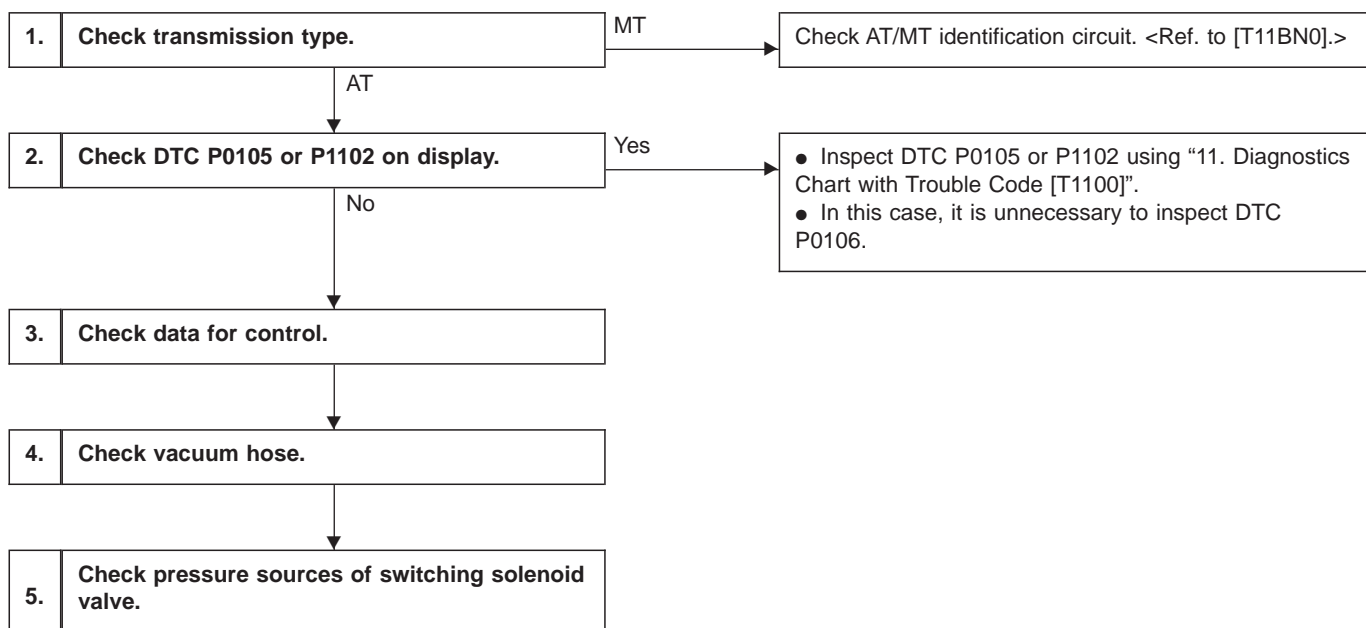 1. Check transmission type.
MT
Check AT/MT identification circuit. <Ref. to [T11BN0].>
AT
2. Check DTC P0105 or P1102 on display.
Yes
● Inspect DTC P0105 or P1102 using “11. Diagnostics
Chart with Trouble Code [T1100]”.
● In this case, it is unnecessary to inspect DTC
P0106.
No
3. Check data for control.
4. Check vacuum hose.
5. Check pressure sources of switching solenoid
valve.